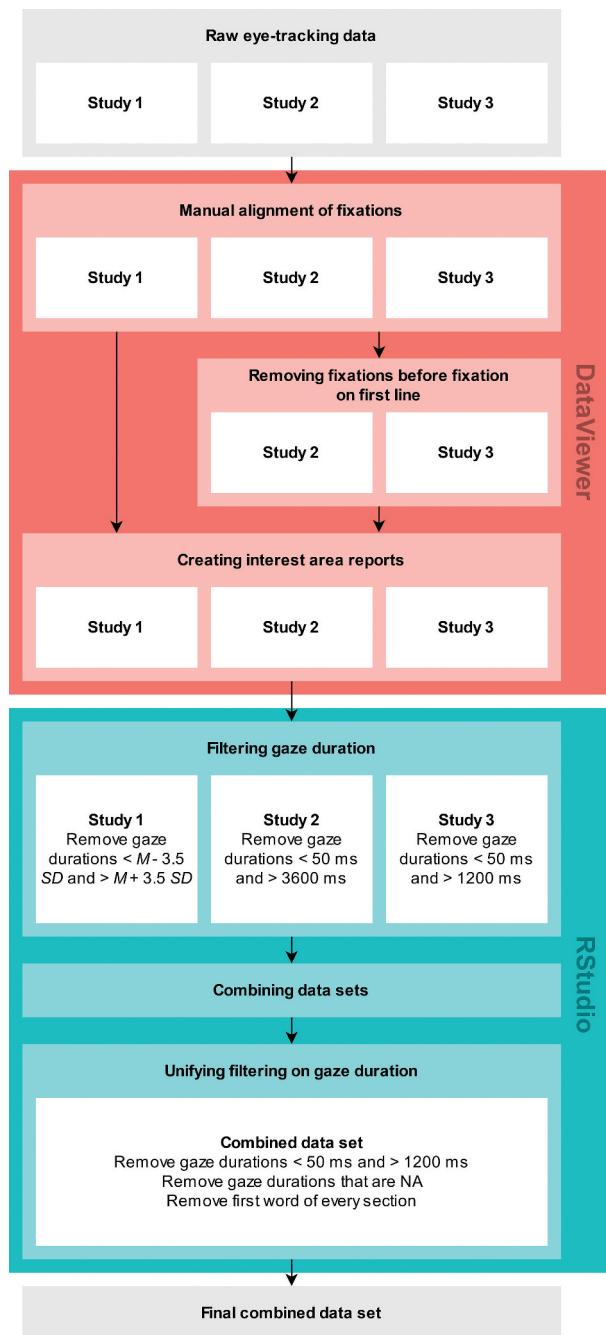 Raw eye-tracking data
Study 1
Study 2
Study 3
Manual alignment of fixations
Study 1
Study 2
Study 3
Removing fixations before fixation
on first line
Study 2
Study 3
DataViewer
Creating interest area reports
Study 1
Study 2
Study 3
Filtering gaze duration
Study 1
Remove gaze
durations < M - 3.5
SD and > M + 3.5 SD
Study 2
Remove gaze
durations < 50 ms
and > 3600 ms
Study 3
Remove gaze
durations < 50 ms
and > 1200 ms
RStudio
Combining data sets
Unifying filtering on gaze duration
Combined data set
Remove gaze durations < 50 ms and > 1200 ms
Remove gaze durations that are NA
Remove first word of every section
Final combined data set